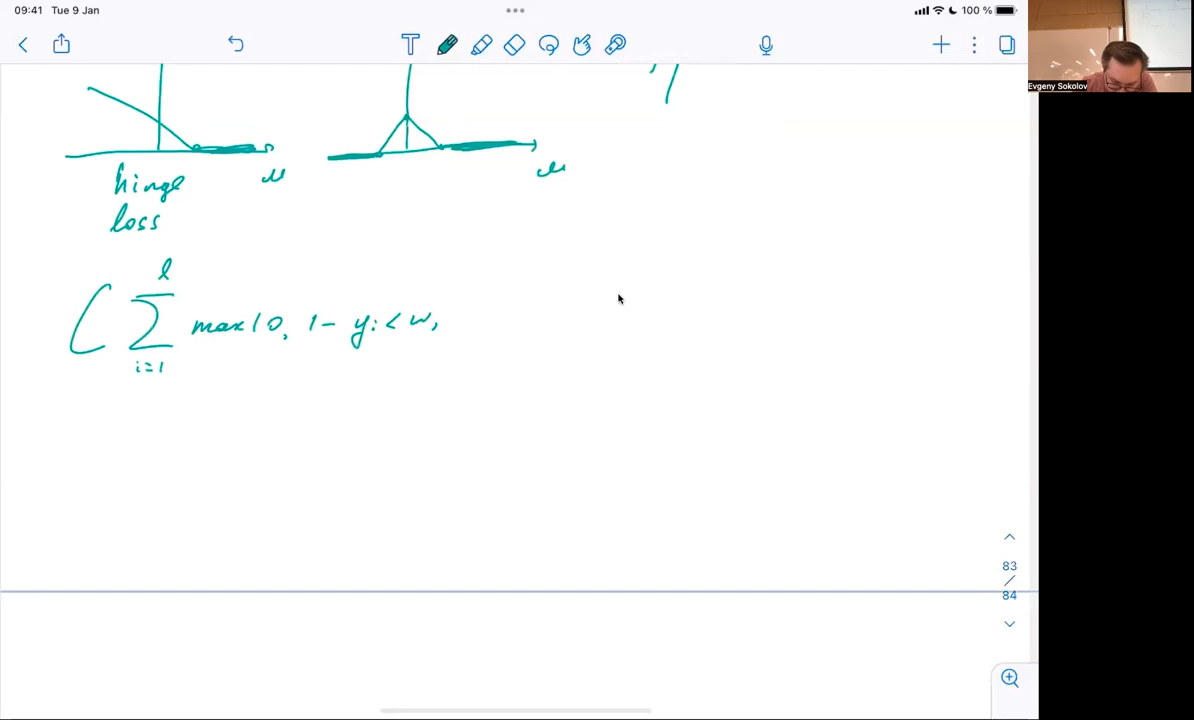 09:41 Tue 9 Jan
100 %
T
Evgeny Sokolov
M
M
hinge
loss
l
C ∑ max(0, 1 - yi < w,
i=1
83
/
84